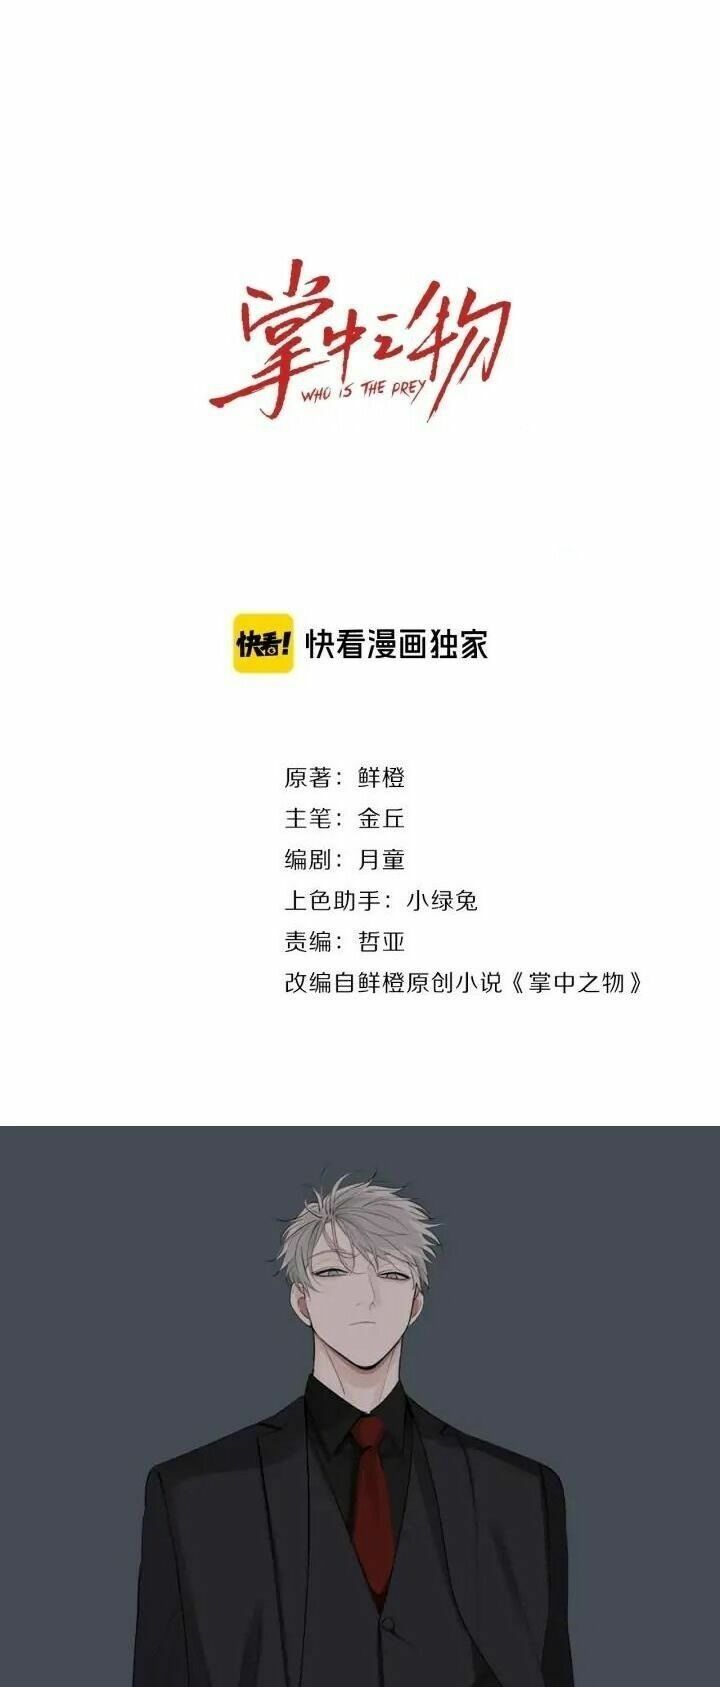 掌中之物
WHO IS THE PREY
快看! 快看漫画独家
原著：鲜橙
主笔：金丘
编剧：月童
上色助手：小绿兔
责编：哲亚
改编自鲜橙原创小说《掌中之物》